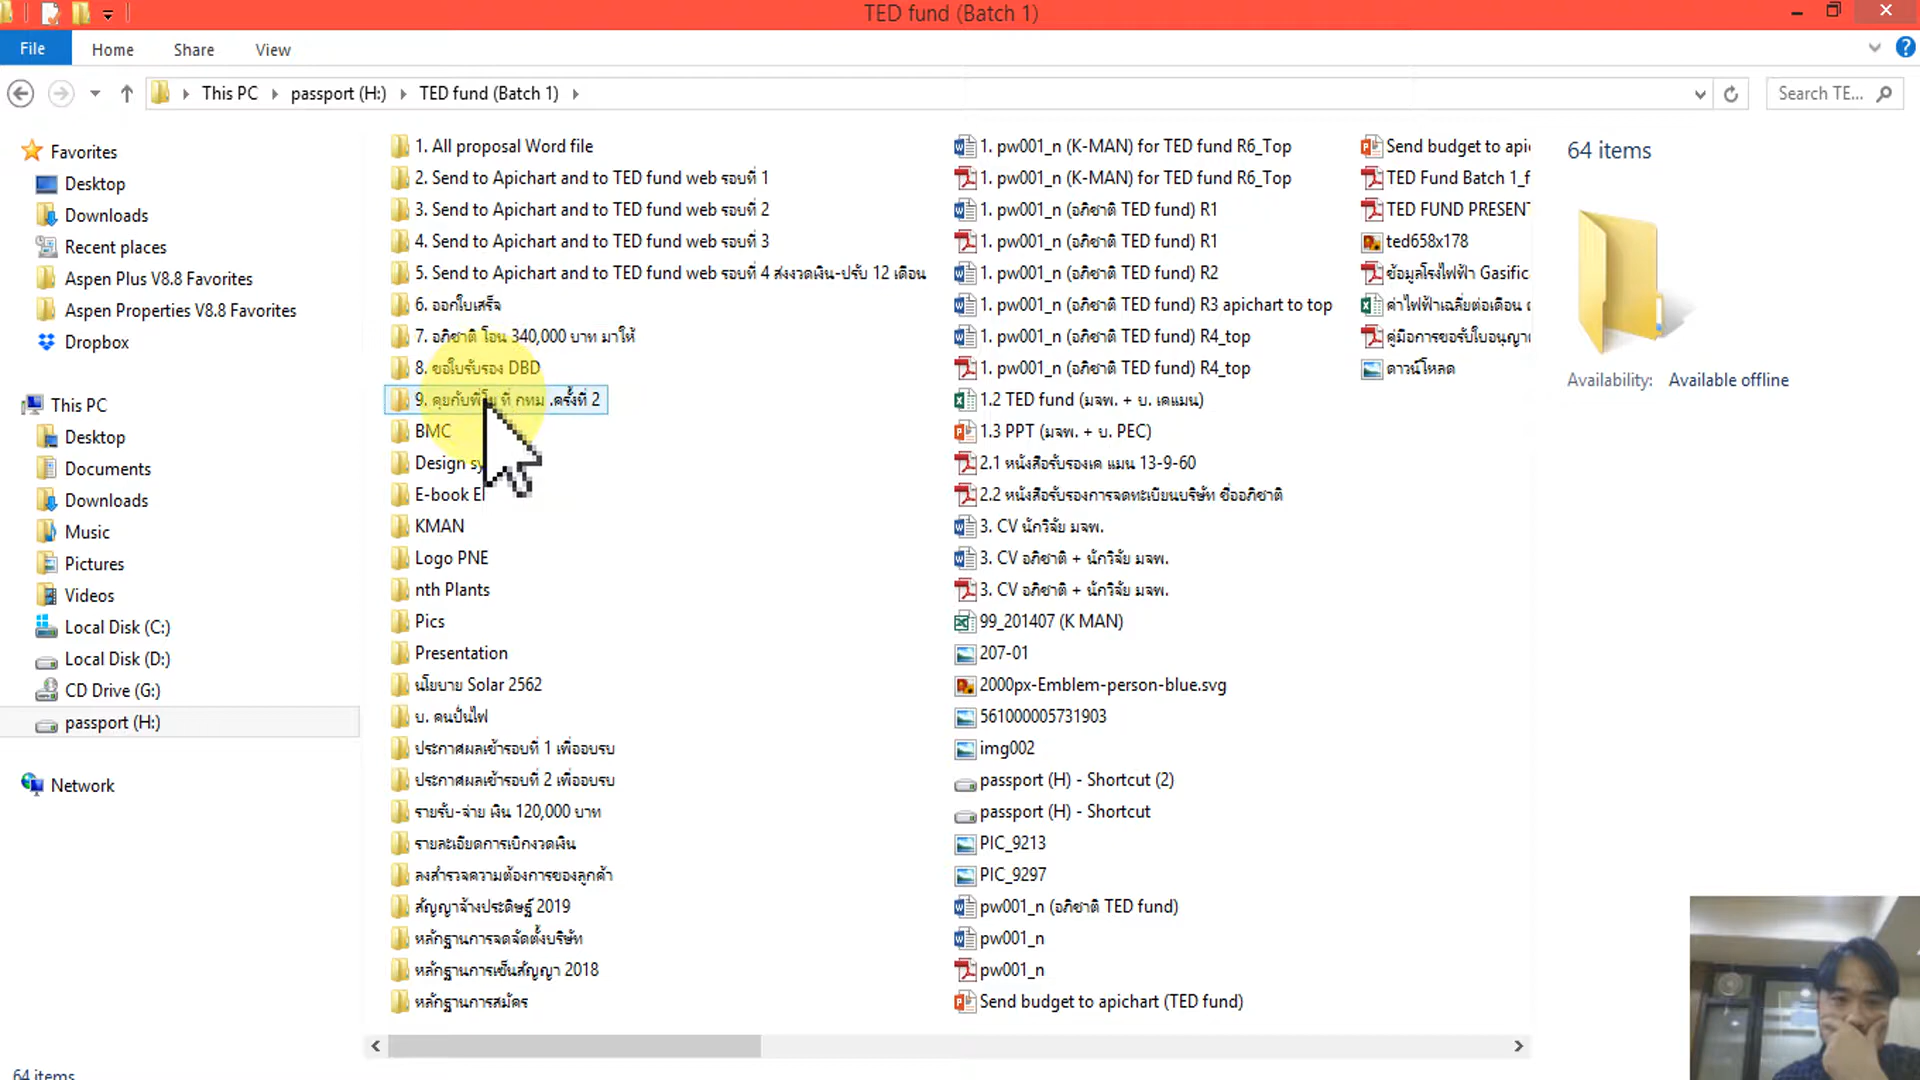 TED fund (Batch 1)
File Home Share View
This PC passport (H:) TED fund (Batch 1)
Search TE...
Favorites
Desktop
Downloads
Recent places
Aspen Plus V8.8 Favorites
Aspen Properties V8.8 Favorites
Dropbox
This PC
Desktop
Documents
Downloads
Music
Pictures
Videos
Local Disk (C:)
Local Disk (D:)
CD Drive (G:)
passport (H:)
Network
1. All proposal Word file
2. Send to Apichart and to TED fund web รอบที่ 1
3. Send to Apichart and to TED fund web รอบที่ 2
4. Send to Apichart and to TED fund web รอบที่ 3
5. Send to Apichart and to TED fund web รอบที่ 4 ส่งงวดเงิน-ปรับ 12 เดือน
6. ออกใบเสร็จ
7. อภิชาติ โอน 340,000 บาท มาให้
8. ขอใบรับรอง DBD
9. คุยกับพี่ ที่ กทม .ครั้งที่ 2
BMC
Design
E-book
KMAN
Logo PNE
nth Plants
Pics
Presentation
นโยบาย Solar 2562
บ. คนปั่นไฟ
ประกาศผลเข้ารอบที่ 1 เพื่ออบรบ
ประกาศผลเข้ารอบที่ 2 เพื่ออบรบ
รายรับ-จ่าย เงิน 120,000 บาท
รายละเอียดการเบิกงวดเงิน
ลงสำรวจความต้องการของลูกค้า
สัญญาจ้างประดิษฐ์ 2019
หลักฐานการจดจัดตั้งบริษัท
หลักฐานการเซ็นสัญญา 2018
หลักฐานการสมัคร
1. pw001_n (K-MAN) for TED fund R6_Top
1. pw001_n (K-MAN) for TED fund R6_Top
1. pw001_n (อภิชาติ TED fund) R1
1. pw001_n (อภิชาติ TED fund) R1
1. pw001_n (อภิชาติ TED fund) R2
1. pw001_n (อภิชาติ TED fund) R3 apichart to top
1. pw001_n (อภิชาติ TED fund) R4_top
1. pw001_n (อภิชาติ TED fund) R4_top
1.2 TED fund (มจพ. + บ. เคแมน)
1.3 PPT (มจพ. + บ. PEC)
2.1 หนังสือรับรองเค แมน 13-9-60
2.2 หนังสือรับรองการจดทะเบียนบริษัท ชื่ออภิชาติ
3. CV นักวิจัย มจพ.
3. CV อภิชาติ + นักวิจัย มจพ.
3. CV อภิชาติ + นักวิจัย มจพ.
99_201407 (K MAN)
207-01
2000px-Emblem-person-blue.svg
561000005731903
img002
passport (H) - Shortcut (2)
passport (H) - Shortcut
PIC_9213
PIC_9297
pw001_n (อภิชาติ TED fund)
pw001_n
pw001_n
Send budget to apichart (TED fund)
Send budget to api
TED Fund Batch 1_f
TED FUND PRESENT
ted658x178
ข้อมูลโรงไฟฟ้า Gasific
ค่าไฟฟ้าเฉลี่ยต่อเดือน
คู่มือการขอรับใบอนุญา
ดาวน์โหลด
64 items
Availability: Available offline
64 items